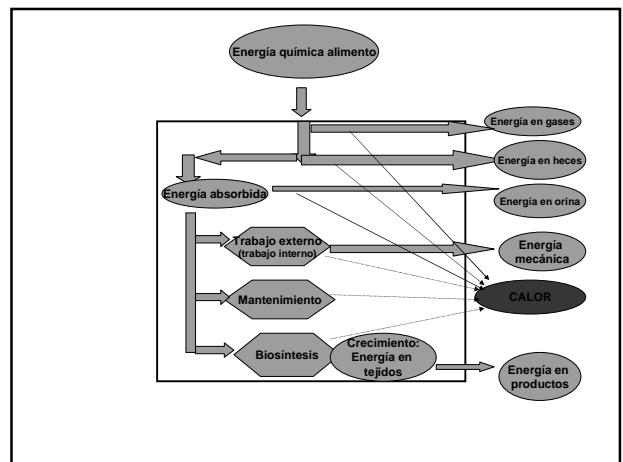 Energía química alimento
Energía en gases
Energía en heces
Energía absorbida
Energía en orina
Trabajo externo
(trabajo interno)
Energía
mecánica
Mantenimiento
CALOR
Biosíntesis
Crecimiento:
Energía en
tejidos
Energía en
productos